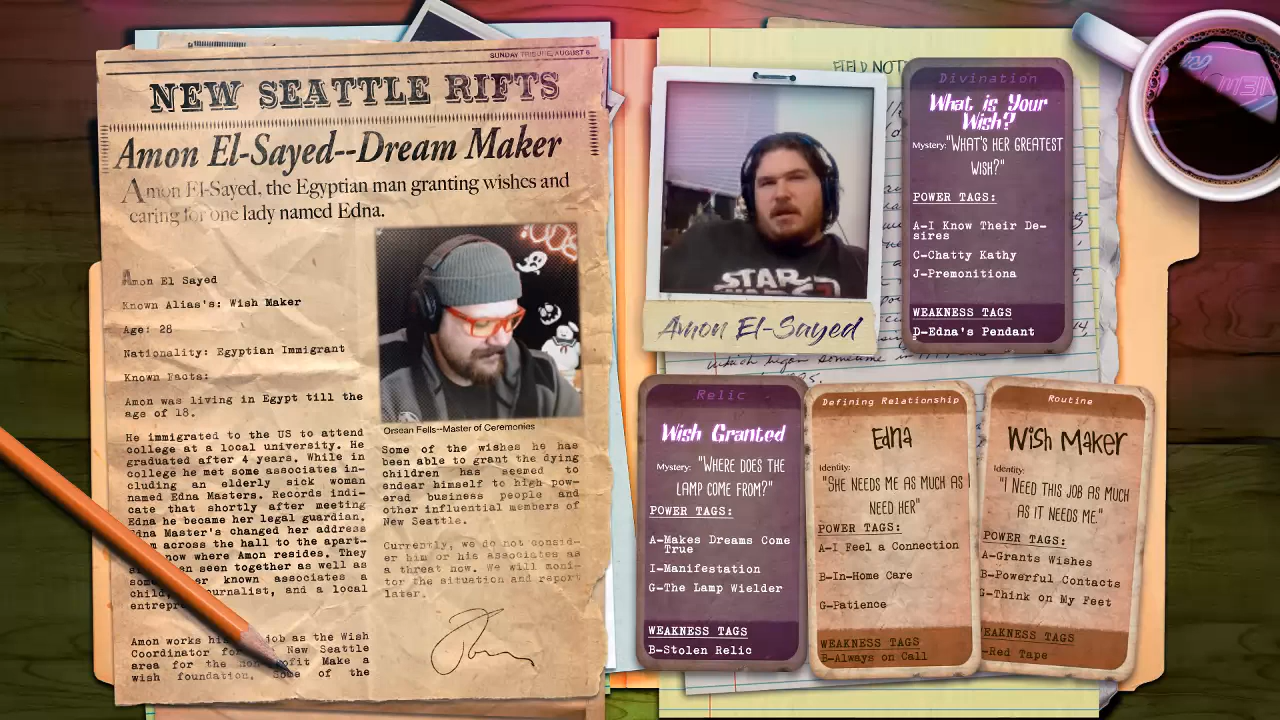 SUNDAY TRIBUNE, AUGUST 6
NEW SEATTLE RIFTS
Amon El-Sayed--Dream Maker
Amon El-Sayed, the Egyptian man granting wishes and
caring for one lady named Edna.
Amon El Sayed
Known Alias's: Wish Maker
Age: 28
Nationality: Egyptian Immigrant
Known Facts:
Amon was living in Egypt till the
age of 18.
He immigrated to the US to attend
college at a local university. He
graduated after 4 years. While in
college he met some associates in-
cluding an elderly sick woman
named Edna Masters. Records indi-
cate that shortly after meeting
Edna he became her legal guardian.
Edna Master's changed her address
across the hall to the apart-
now where Amon resides. They
seen together as well as
known associates a
child, journalist, and a local
Amon works his job as the Wish
Coordinator for New Seattle
area for the non Make a
wish foundation. Some of the
Orsean Fells--Master of Ceremonies
Some of the wishes he has
been able to grant the dying
children has seemed to
endear himself to high pow-
ered business people and
other influential members of
New Seattle.
Currently, we do not consid-
er him or his associates as
a threat now. We will moni-
tor the situation and report
later.
FIELD NOT
STAR
WARS
Amon El-Sayed
which began sometime in
Divination
What is Your
Wish?
Mystery: "WHAT'S HER GREATEST
WISH?"
POWER TAGS:
A-I Know Their De-
sires
C-Chatty Kathy
J-Premonitiona
WEAKNESS TAGS
D-Edna's Pendant
Relic
Wish Granted
Mystery: "WHERE DOES THE
LAMP COME FROM?"
POWER TAGS:
A-Makes Dreams Come
True
I-Manifestation
G-The Lamp Wielder
WEAKNESS TAGS
B-Stolen Relic
Defining Relationship
Edna
Identity:
"SHE NEEDS ME AS MUCH AS I
NEED HER"
POWER TAGS:
A-I Feel a Connection
B-In-Home Care
G-Patience
WEAKNESS TAGS
B-Always on Call
Routine
Wish Maker
Identity:
"I NEED THIS JOB AS MUCH
AS IT NEEDS ME."
POWER TAGS:
A-Grants Wishes
B-Powerful Contacts
G-Think on My Feet
WEAKNESS TAGS
-Red Tape